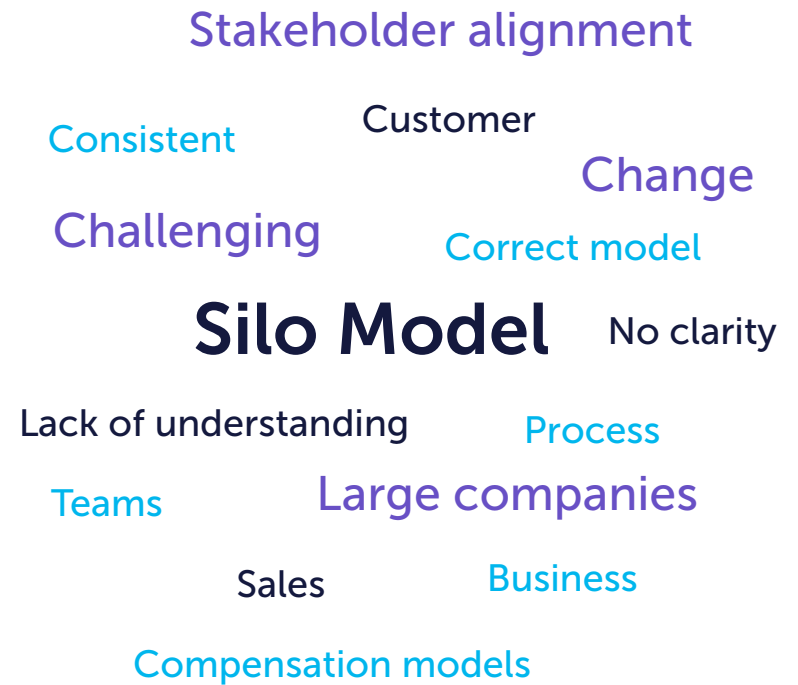 Stakeholder alignment
Customer
Consistent
Change
Challenging
Correct model
Silo Model
No clarity
Lack of understanding
Process
Teams
Large companies
Sales
Business
Compensation models